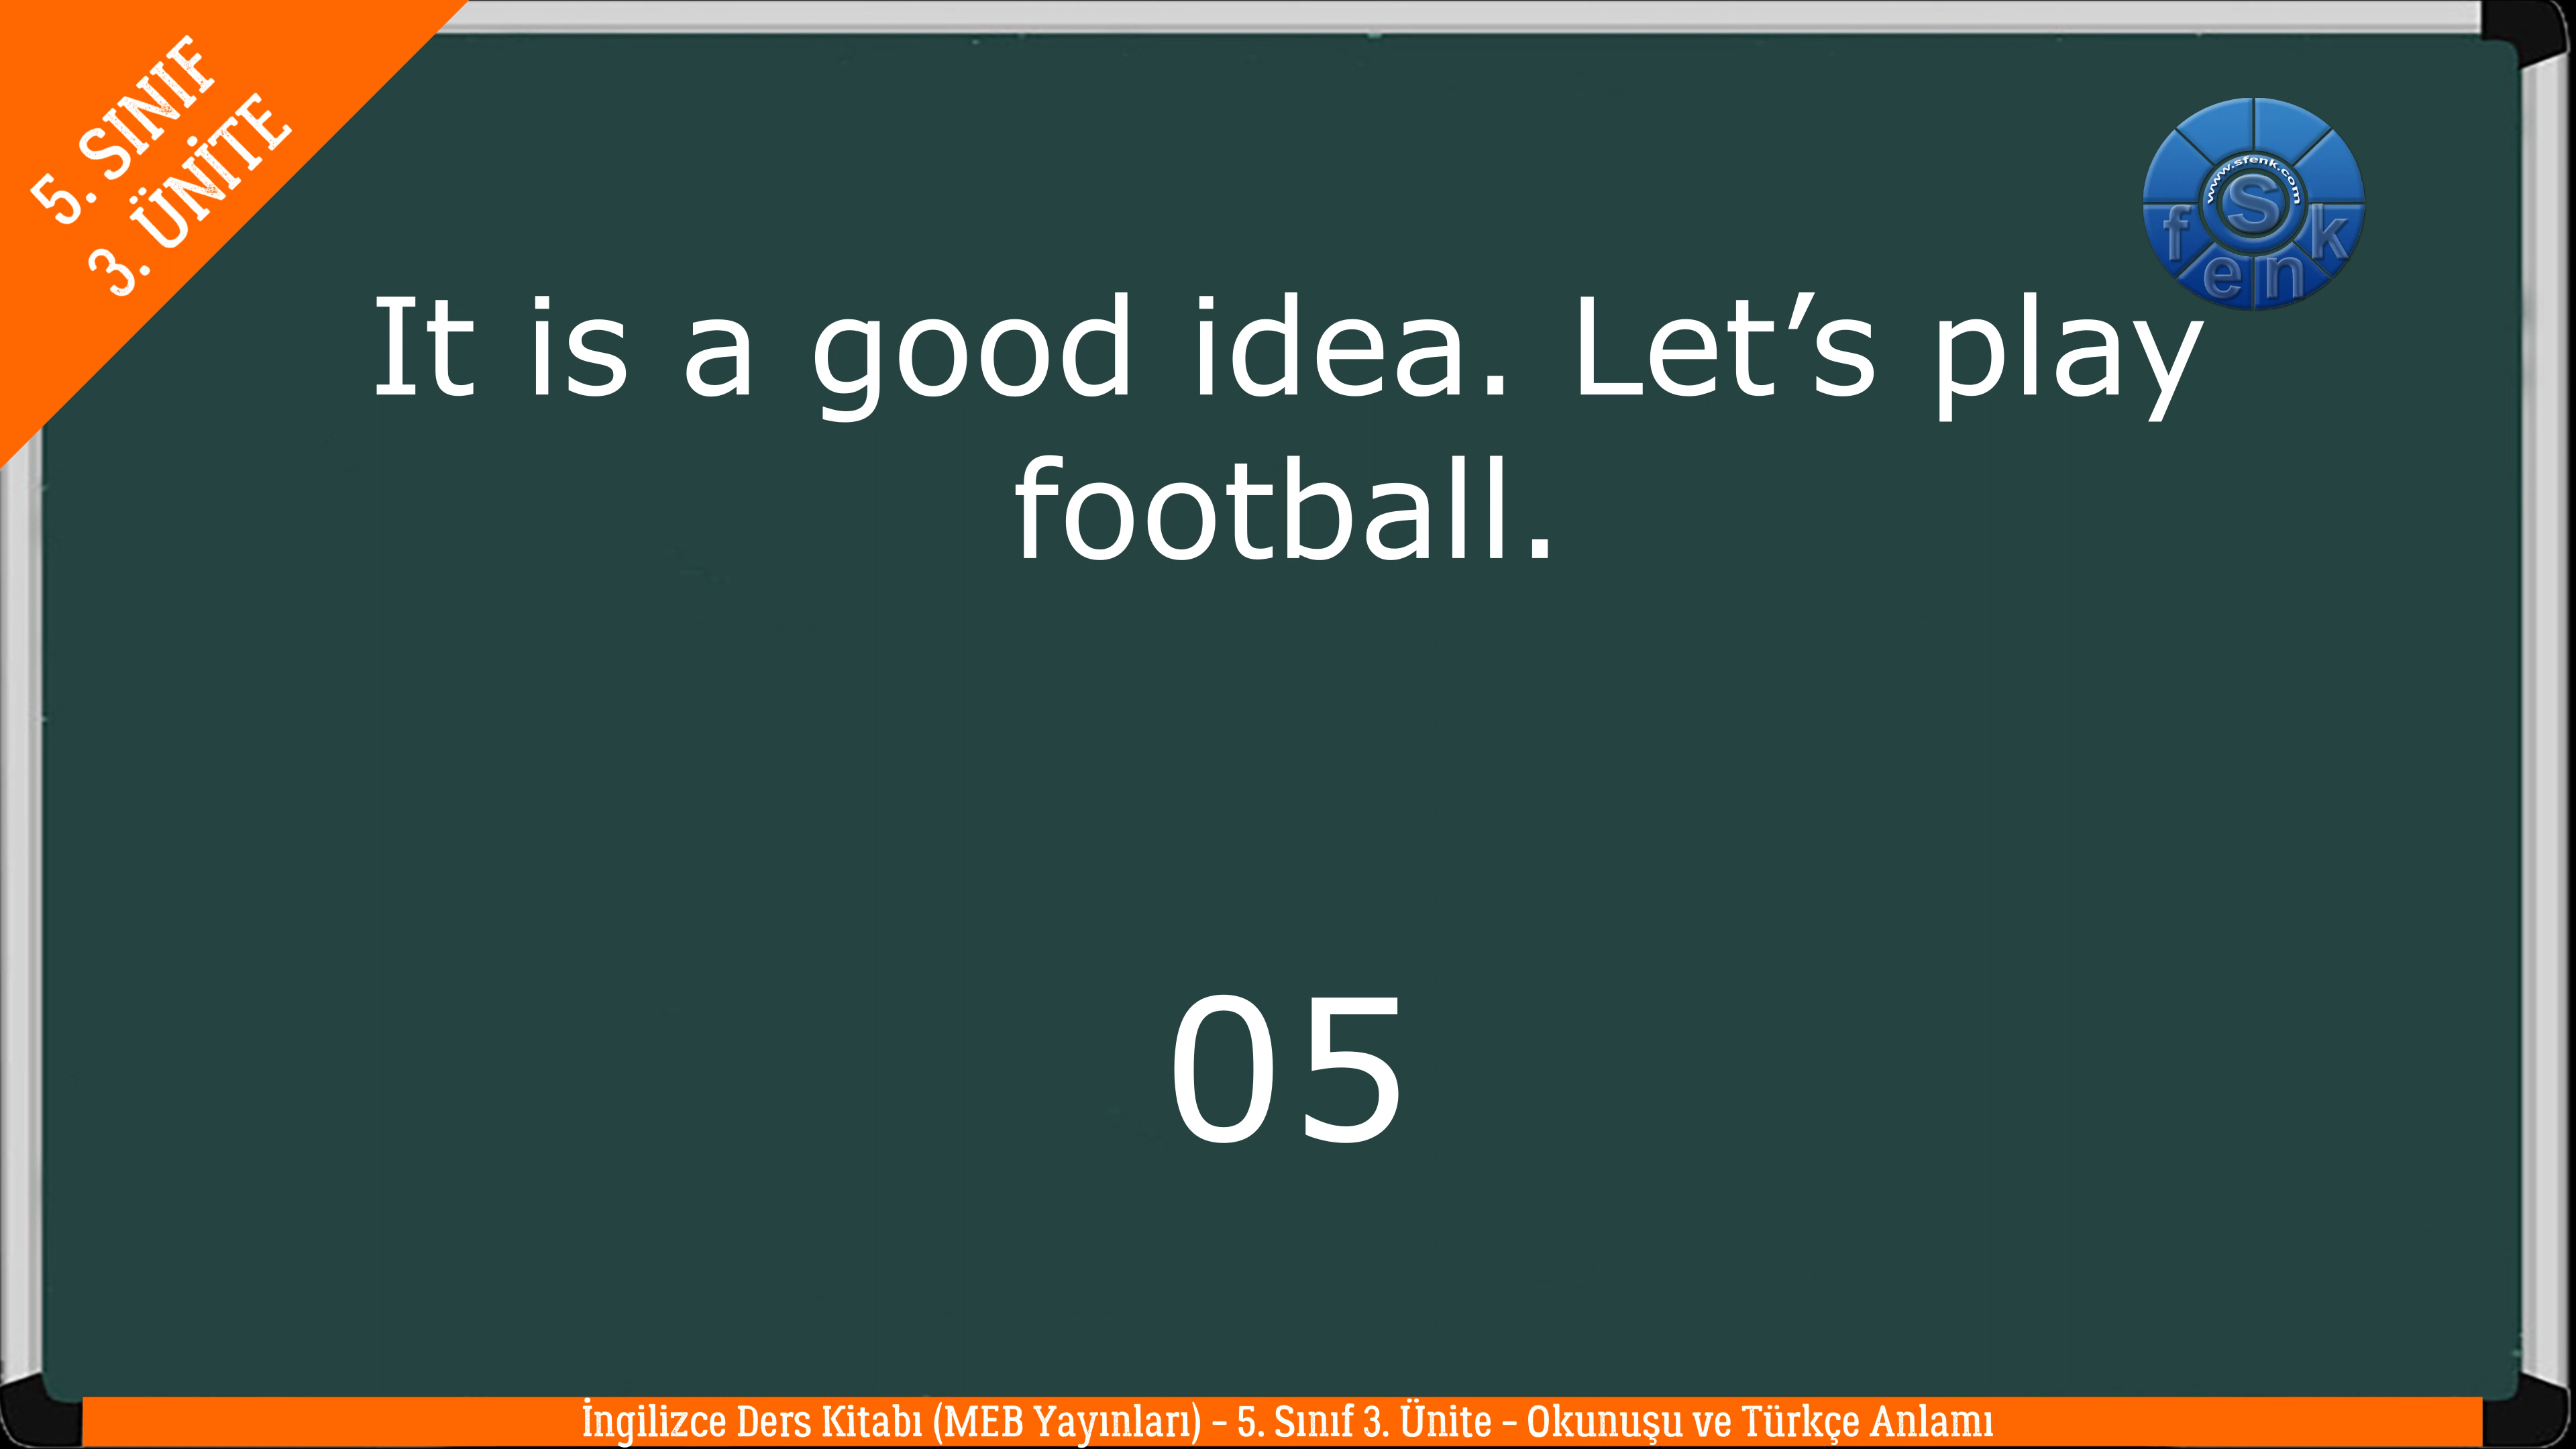 5. SINIF
3. ÜNİTE
www.sfenk.com
S
f e n k
It is a good idea. Let’s play
football.
05
İngilizce Ders Kitabı (MEB Yayınları) – 5. Sınıf 3. Ünite – Okunuşu ve Türkçe Anlamı